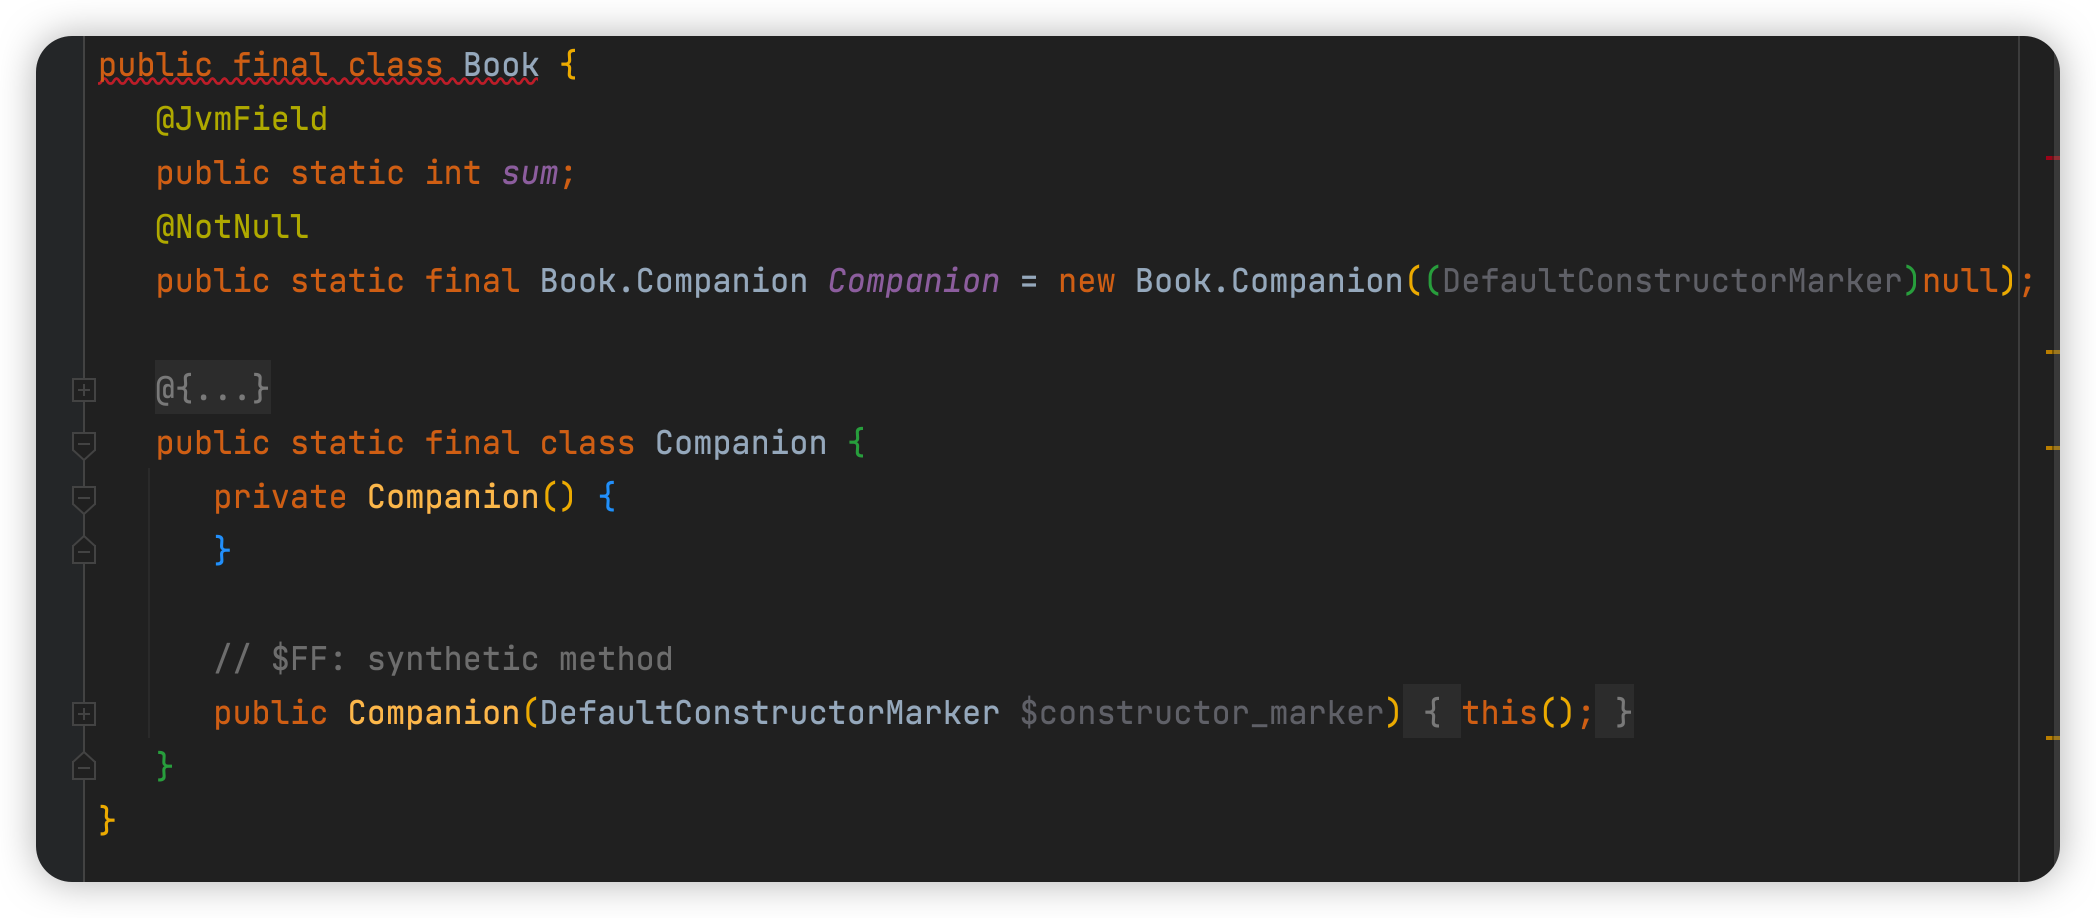 public final class Book {
@JvmField
public static int sum;
@NotNull
public static final Book.Companion Companion = new Book.Companion((DefaultConstructorMarker)null);
@{...}
public static final class Companion {
private Companion() {
}
// $FF: synthetic method
public Companion(DefaultConstructorMarker $constructor_marker) { this(); }
}
}